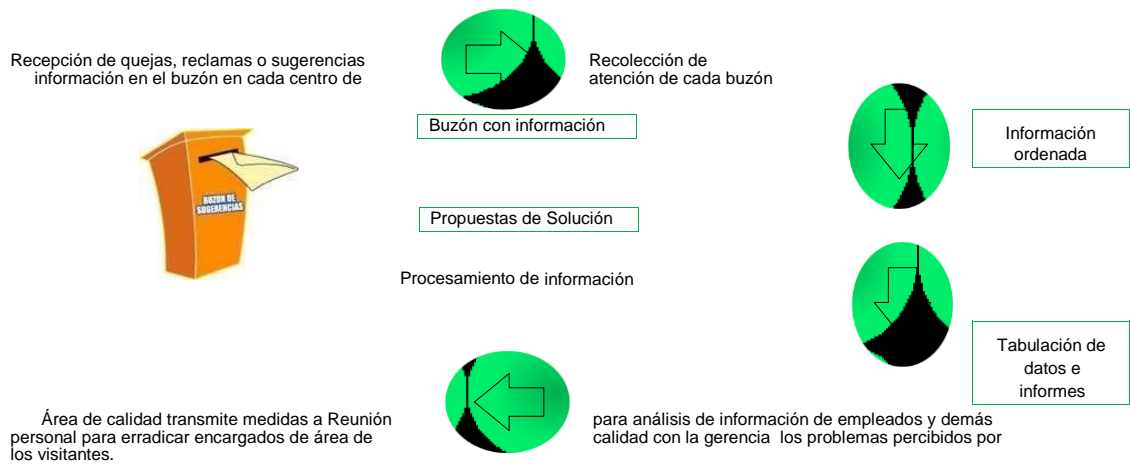 Recepción de quejas, reclamas o sugerencias
información en el buzón en cada centro de
Recolección de
atención de cada buzón
Buzón con información
Información
ordenada
BUZON DE
SUGERENCIAS
Propuestas de Solución
Procesamiento de información
Tabulación de
datos e
informes
Área de calidad transmite medidas a Reunión
personal para erradicar encargados de área de
los visitantes.
para análisis de información de empleados y demás
calidad con la gerencia los problemas percibidos por